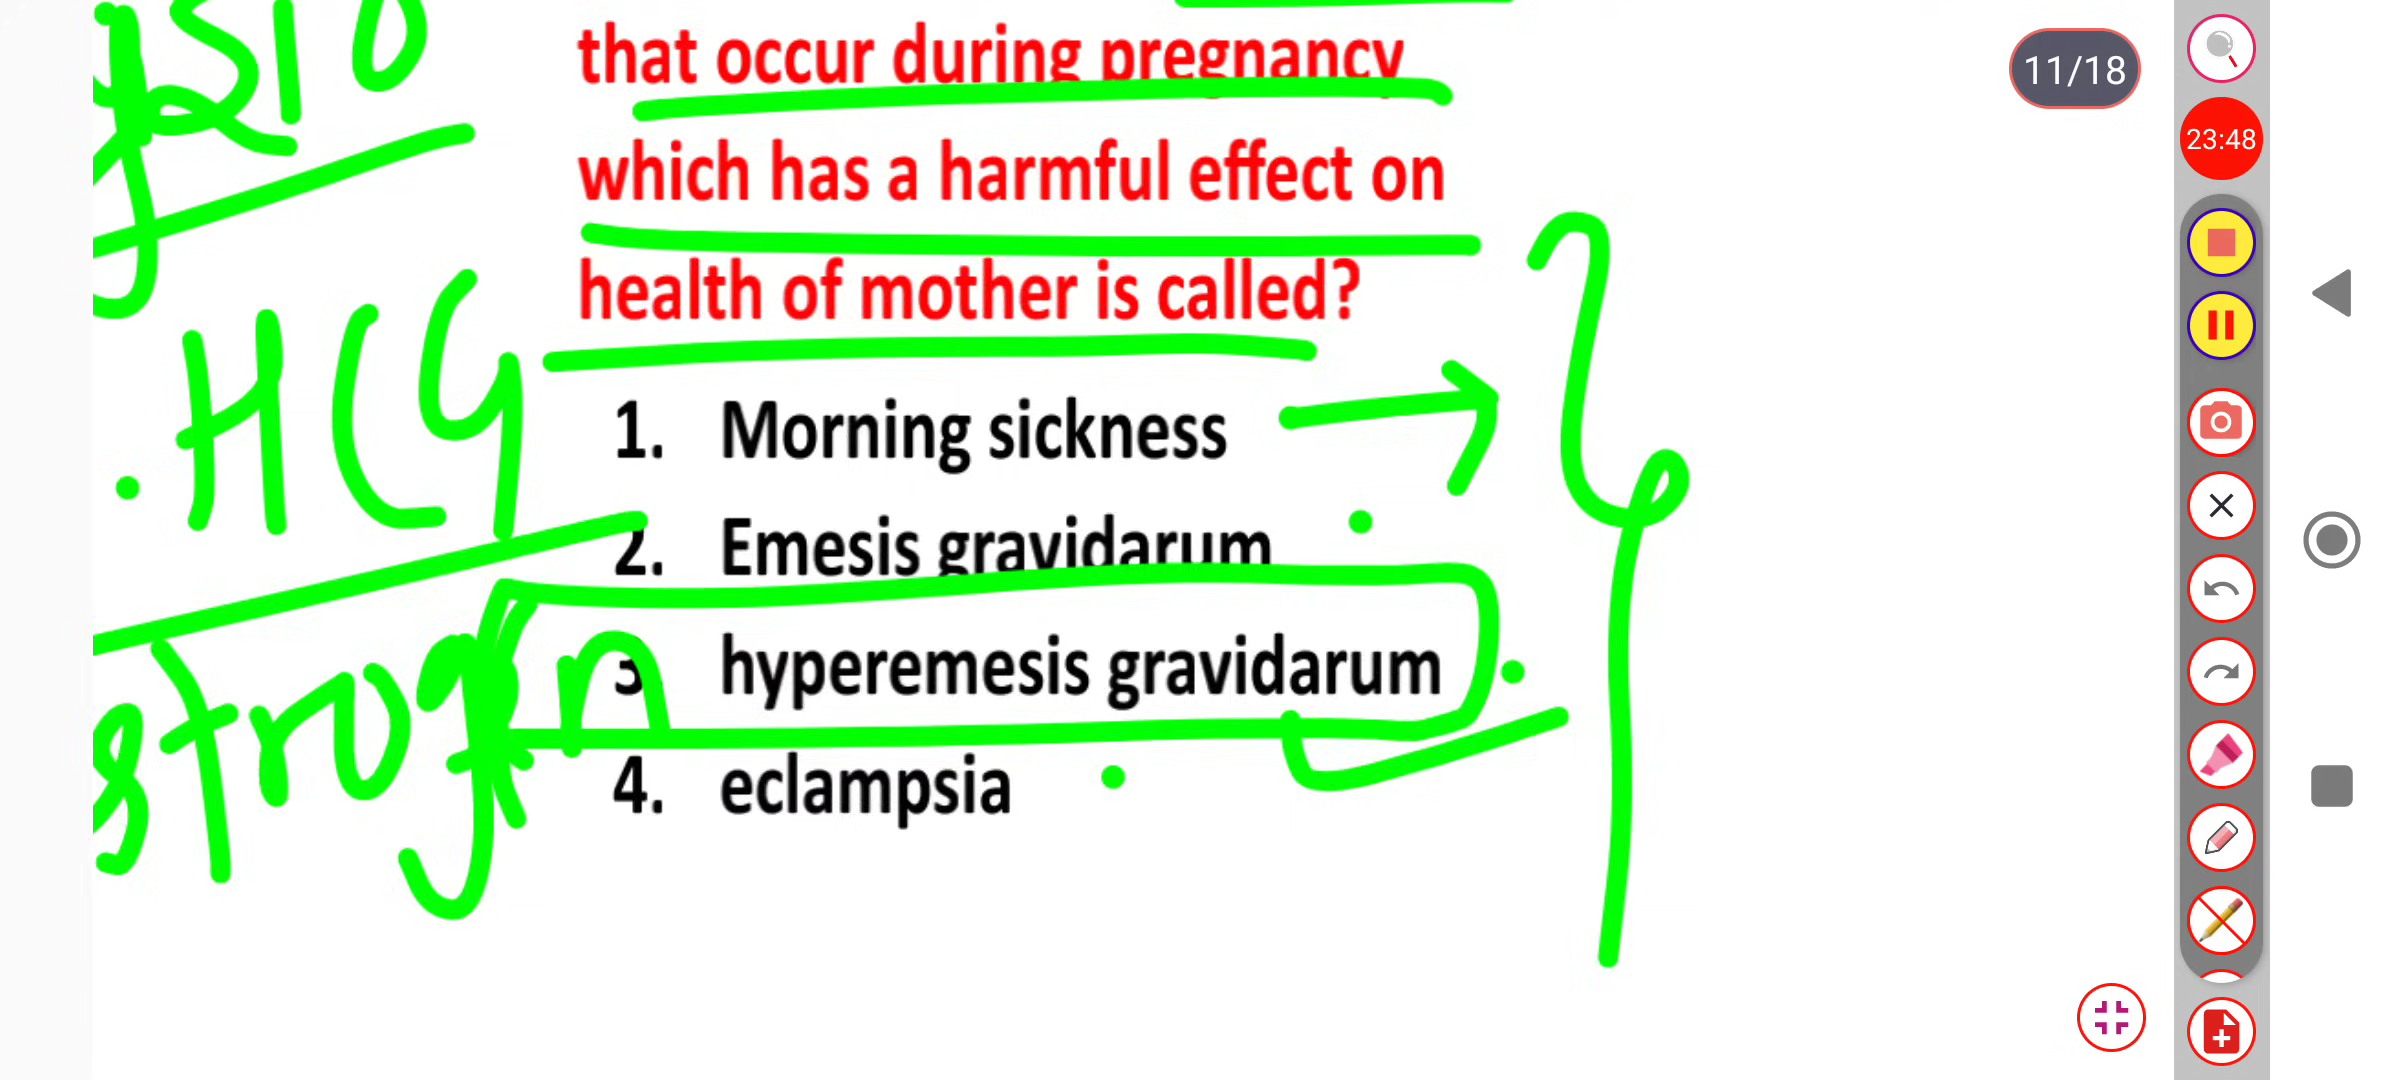 that occur during pregnancy
11/18
23:48
which has a harmful effect on
health of mother is called?
HCG
1. Morning sickness
2. Emesis gravidarum
3 hyperemesis gravidarum
4. eclampsia